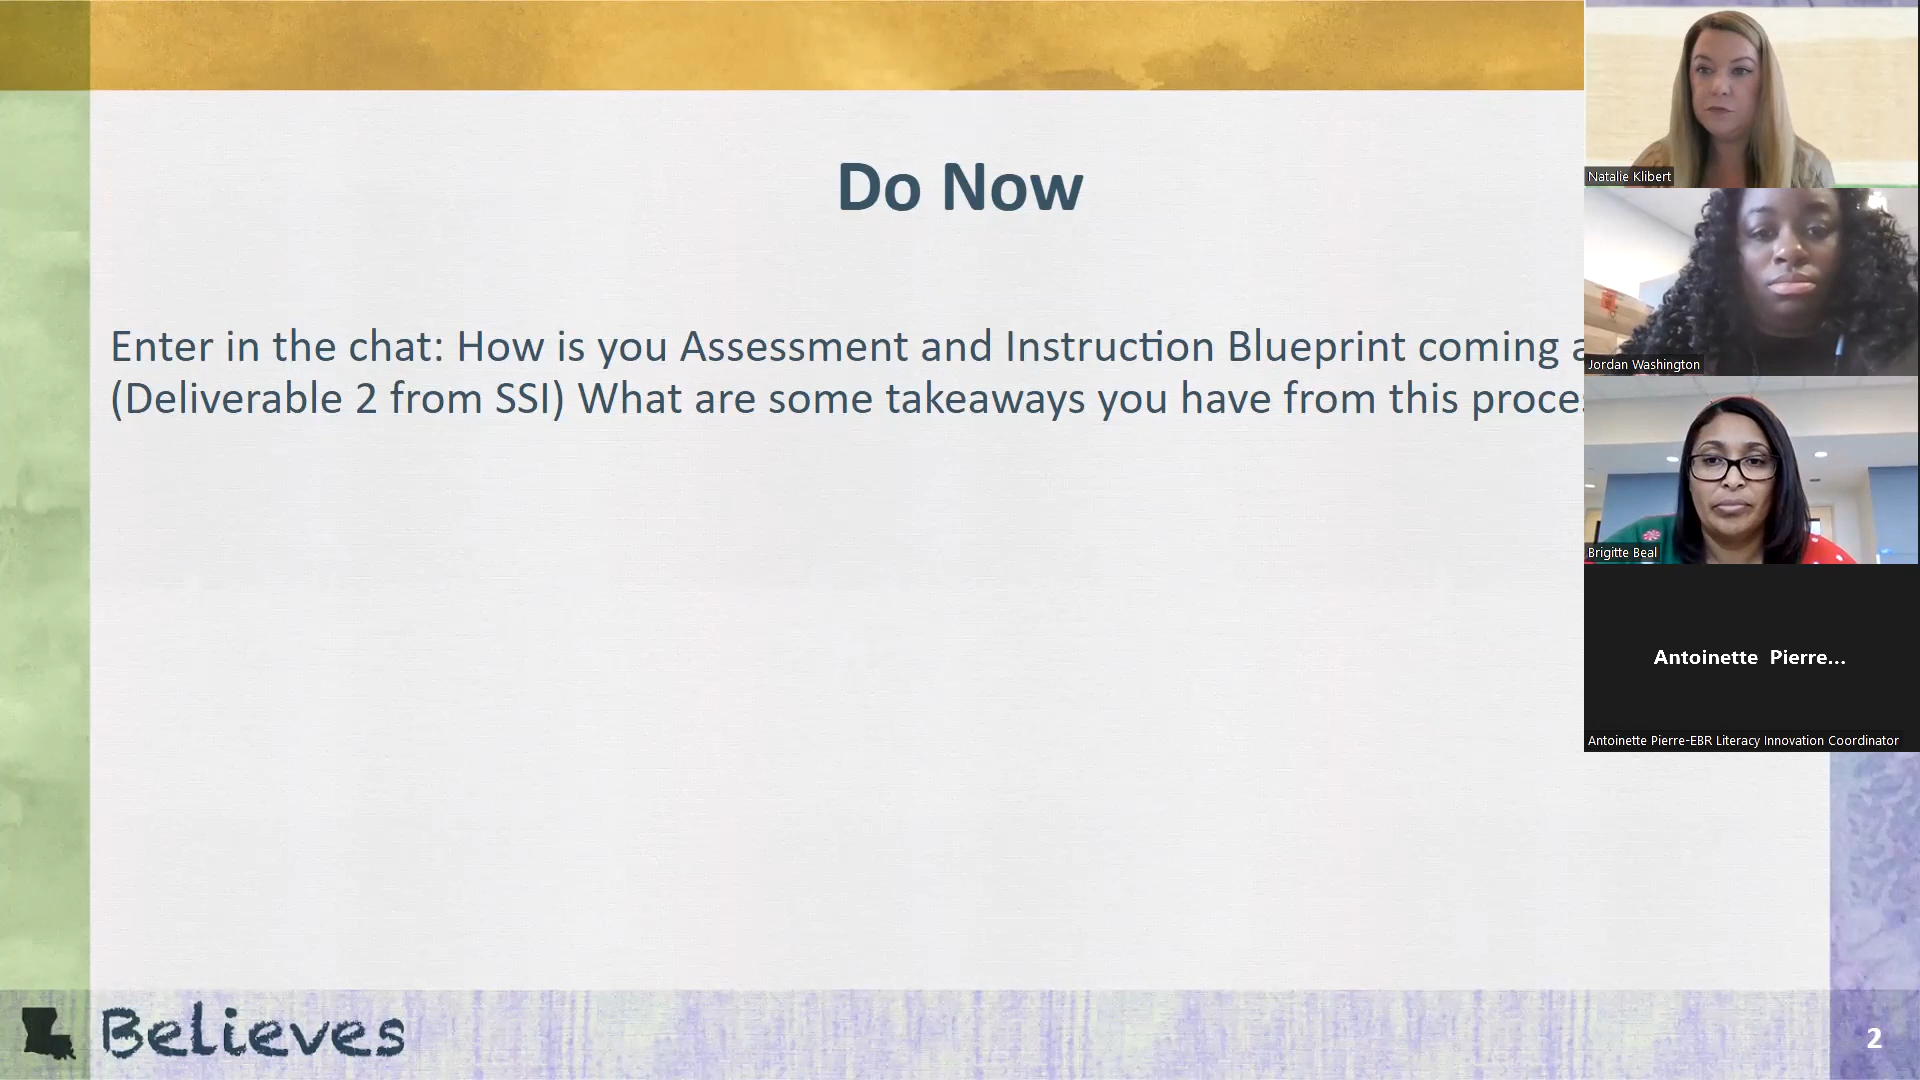 Do Now
Enter in the chat: How is you Assessment and Instruction Blueprint coming
(Deliverable 2 from SSI) What are some takeaways you have from this
Natalie Klibert
Jordan Washington
Brigitte Beal
Antoinette Pierre...
Antoinette Pierre-EBR Literacy Innovation Coordinator
Believes
2